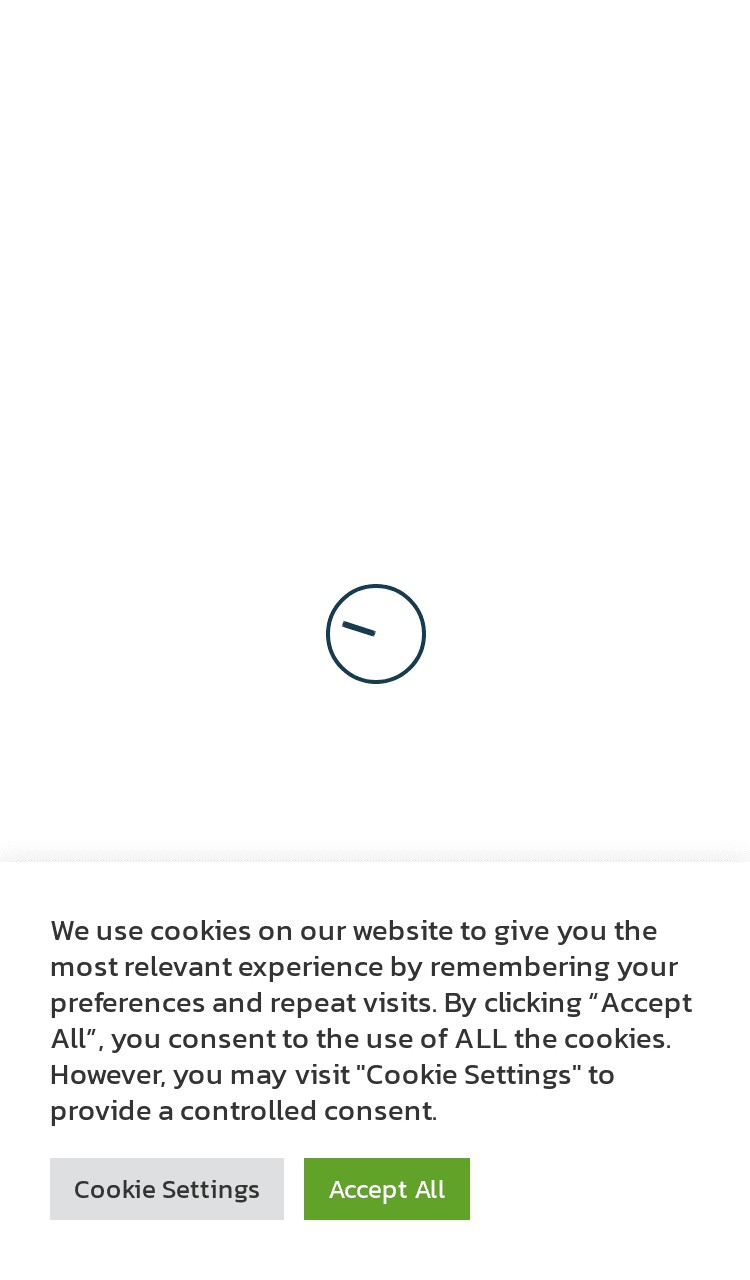 We use cookies on our website to give you the
most relevant experience by remembering your
preferences and repeat visits. By clicking “Accept
All”, you consent to the use of ALL the cookies.
However, you may visit "Cookie Settings" to
provide a controlled consent.
Cookie Settings
Accept All